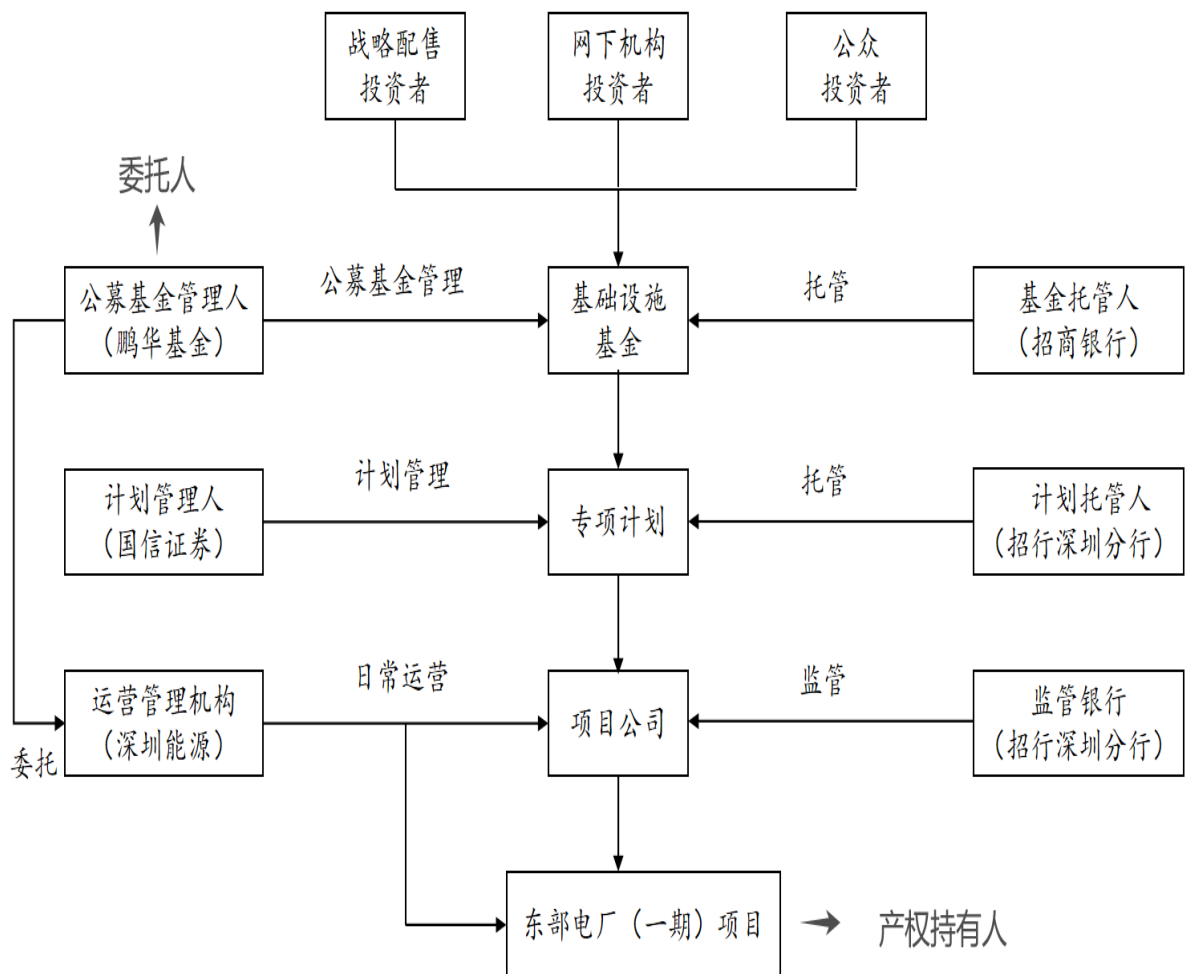 战略配售
投资者
网下机构
投资者
公众
投资者
委托人
公募基金管理人
（鹏华基金）
公募基金管理
基础设施
基金
托管
基金托管人
（招商银行）
计划管理人
（国信证券）
计划管理
专项计划
托管
计划托管人
（招行深圳分行）
运营管理机构
（深圳能源）
委托
日常运营
项目公司
监管
监管银行
（招行深圳分行）
东部电厂（一期）项目
产权持有人